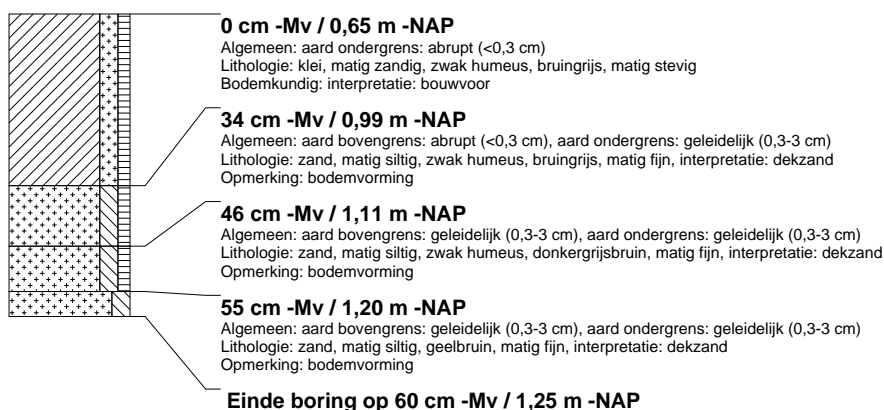 0 cm -Mv / 0,65 m -NAP
Algemeen: aard ondergrens: abrupt (<0,3 cm)
Lithologie: klei, matig zandig, zwak humeus, bruingrijs, matig stevig
Bodemkundig: interpretatie: bouwvoor
34 cm -Mv / 0,99 m -NAP
Algemeen: aard bovengrens: abrupt (<0,3 cm), aard ondergrens: geleidelijk (0,3-3 cm)
Lithologie: zand, matig siltig, zwak humeus, bruingrijs, matig fijn, interpretatie: dekzand
Opmerking: bodemvorming
46 cm -Mv / 1,11 m -NAP
Algemeen: aard bovengrens: geleidelijk (0,3-3 cm), aard ondergrens: geleidelijk (0,3-3 cm)
Lithologie: zand, matig siltig, zwak humeus, donkergrijsbruin, matig fijn, interpretatie: dekzand
Opmerking: bodemvorming
55 cm -Mv / 1,20 m -NAP
Algemeen: aard bovengrens: geleidelijk (0,3-3 cm), aard ondergrens: geleidelijk (0,3-3 cm)
Lithologie: zand, matig siltig, geelbruin, matig fijn, interpretatie: dekzand
Opmerking: bodemvorming
Einde boring op 60 cm -Mv / 1,25 m -NAP